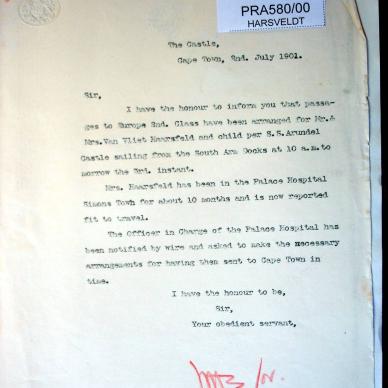 PRA580/00
HARSVELDT
The Castle,
Cape Town, 2nd. July 1901.
Sir,
I have the honour to inform you that passa-
ges to Europe 2nd. Class have been arranged for Mr.&
Mrs.Van Vliet Haarsfeld and child per S.S.Arundel
Castle sailing from the South Arm Docks at 10 a.m.to
morrow the 3rd. instant.
Mrs. Haarsfeld has been in the Palace Hospital
Simons Town for about 10 months and is now reported
fit to travel.
The Officer in Charge of the Palace Hospital has
been notified by wire and asked to make the necessary
arrangements for having them sent to Cape Town in
time.
I have the honour to be,
Sir,
Your obedient servant,